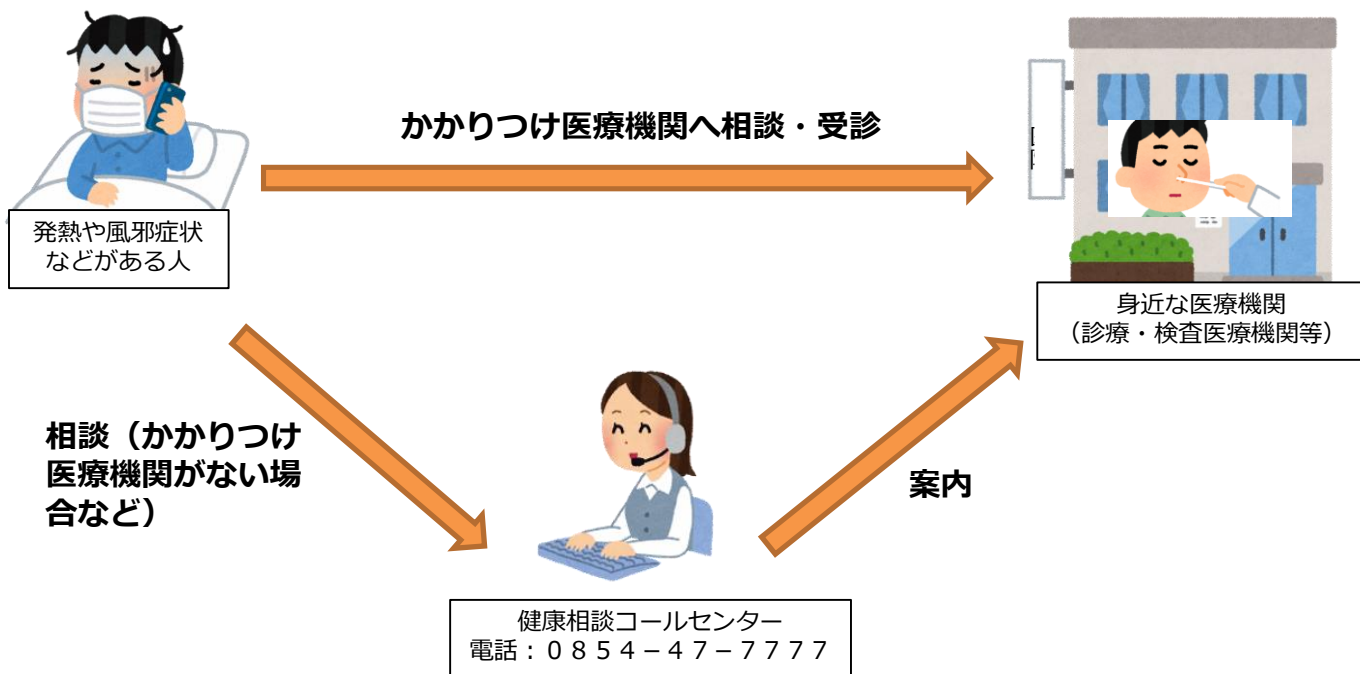 かかりつけ医療機関へ相談・受診
発熱や風邪症状
などがある人
身近な医療機関
（診療・検査医療機関等）
相談（かかりつけ
医療機関がない場
合など）
案内
健康相談コールセンター
電話：０８５４－４７－７７７７